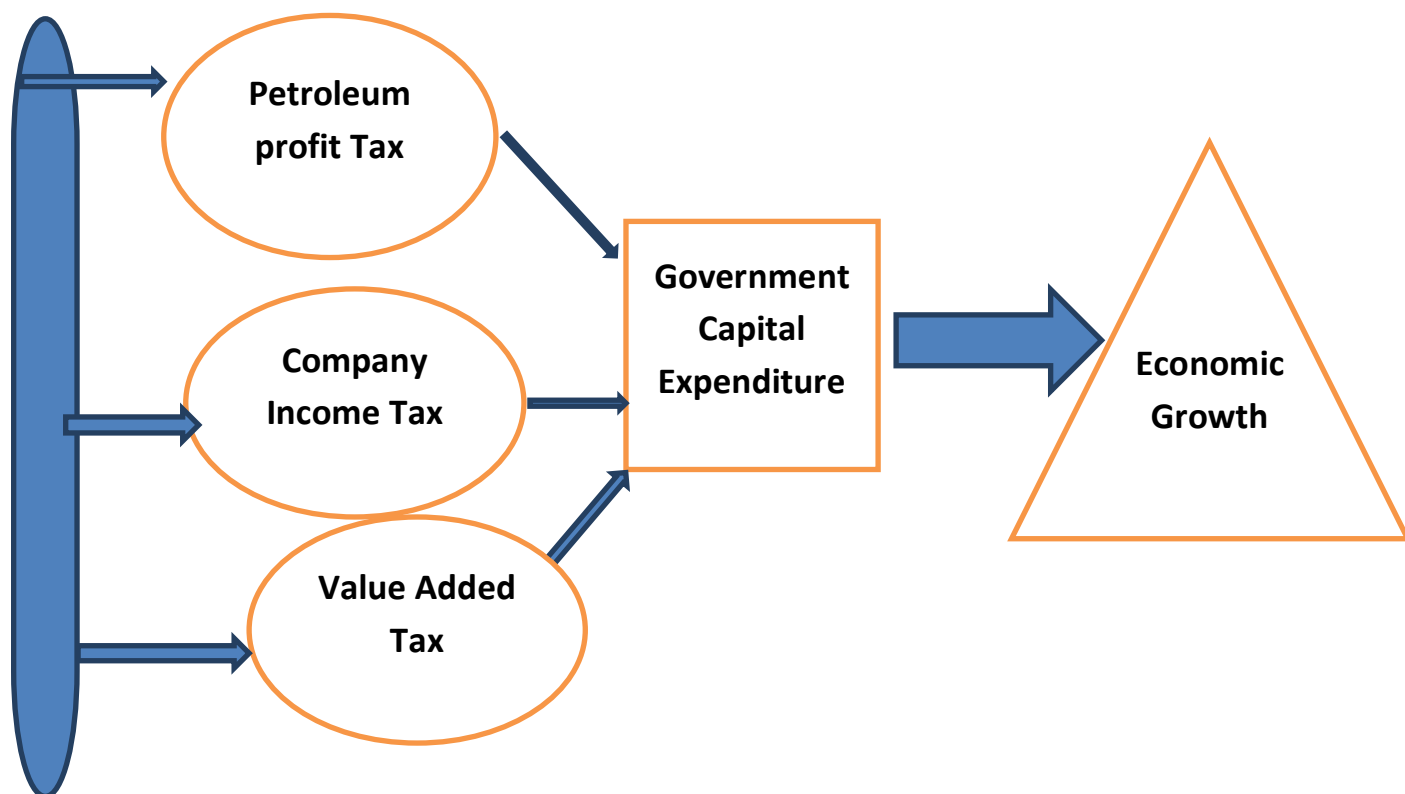 Petroleum
profit Tax
Company
Income Tax
Value Added
Tax
Government
Capital
Expenditure
Economic
Growth